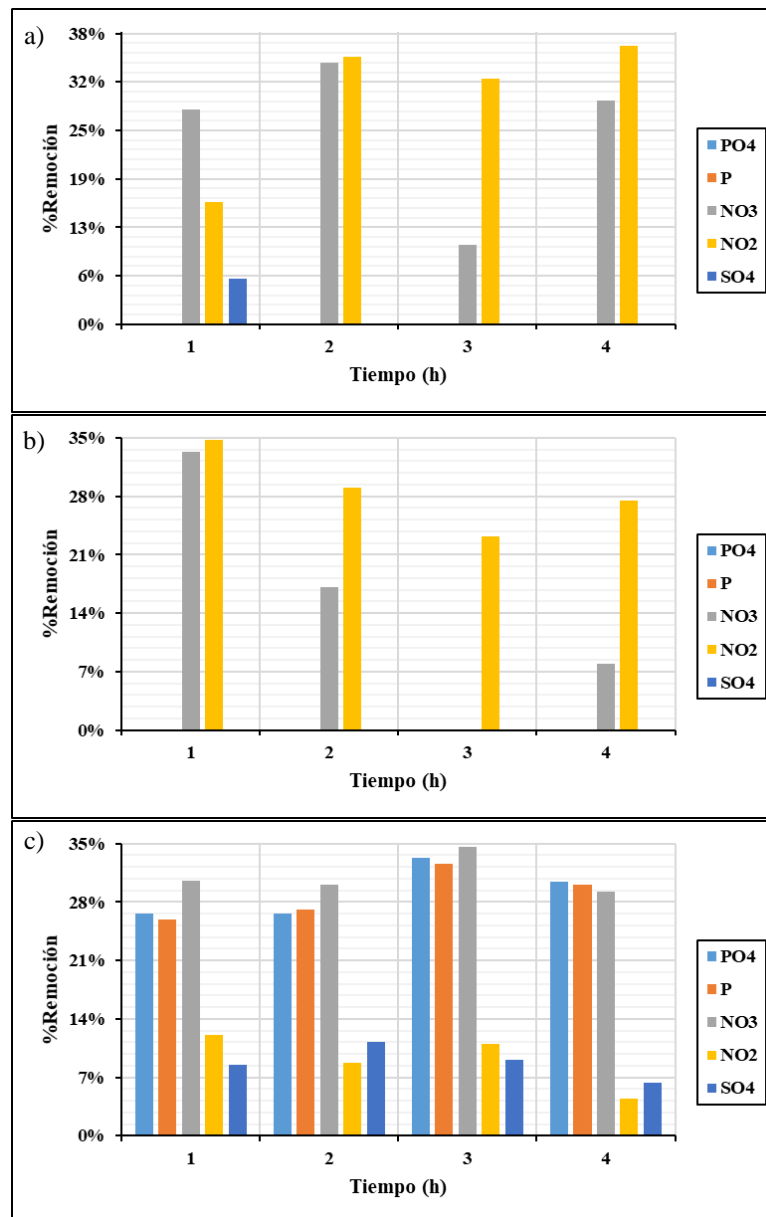 a)
38%
32%
25%
19%
13%
6%
0%
%Remoción
1 2 3 4
Tiempo (h)
PO4
P
NO3
NO2
SO4
b)
35%
28%
21%
14%
7%
0%
%Remoción
1 2 3 4
Tiempo (h)
PO4
P
NO3
NO2
SO4
c)
35%
28%
21%
14%
7%
0%
%Remoción
1 2 3 4
Tiempo (h)
PO4
P
NO3
NO2
SO4